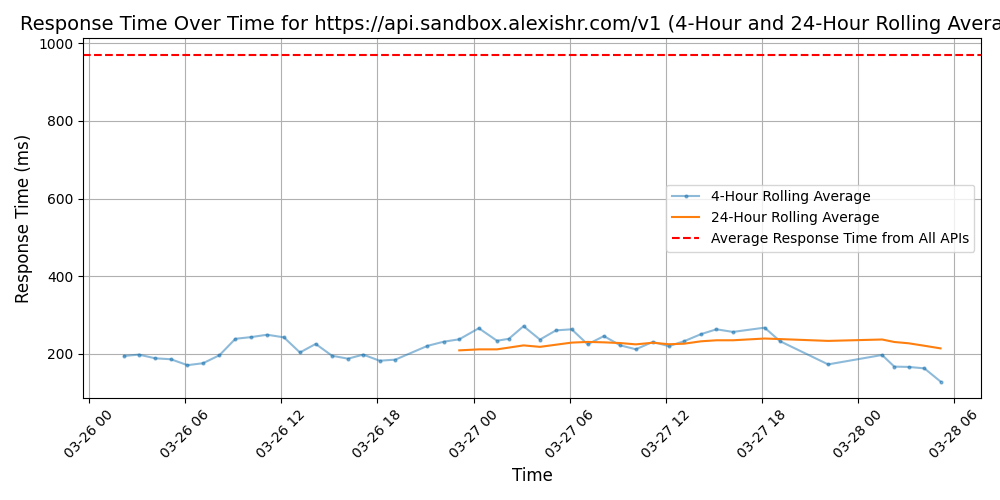 Response Time Over Time for https://api.sandbox.alexishr.com/v1 (4-Hour and 24-Hour Rolling Avera
Response Time (ms)
1000
800
600
400
200
4-Hour Rolling Average
24-Hour Rolling Average
Average Response Time from All APIs
03-26 00
03-26 06
03-26 12
03-26 18
03-27 00
03-27 06
03-27 12
03-27 18
03-28 00
03-28 06
Time